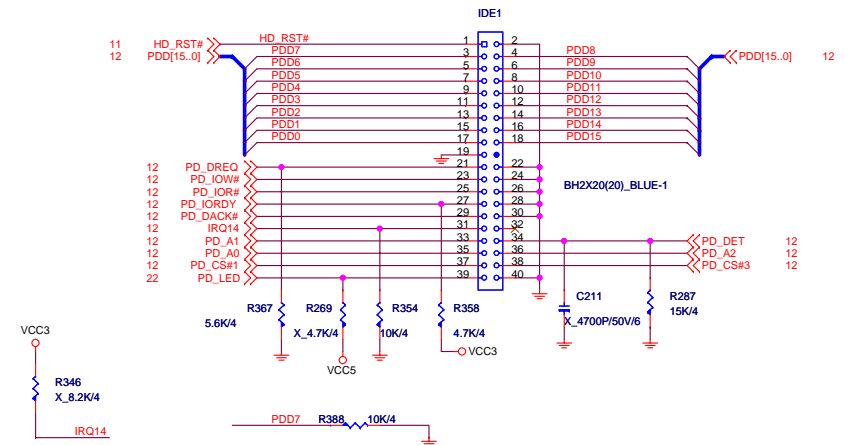 IDE1
11 HD_RST# HD_RST# 1 2
12 PDD[15..0] PDD7 3 4 PDD8 PDD[15..0] 12
PDD6 5 6 PDD9
PDD5 7 8 PDD10
PDD4 9 10 PDD11
PDD3 11 12 PDD12
PDD2 13 14 PDD13
PDD1 15 16 PDD14
PDD0 17 18 PDD15
19
12 PD_DREQ 21 22
12 PD_IOW# 23 24
12 PD_IOR# 25 26
BH2X20(20)_BLUE-1
12 PD_IORDY 27 28
12 PD_DACK# 29 30
12 IRQ14 31 32
12 PD_A1 33 34 PD_DET 12
12 PD_A0 35 36 PD_A2 12
12 PD_CS#1 37 38 PD_CS#3 12
22 PD_LED 39 40
R367 R269 R354 R358 C211 R287
5.6K/4 X_4.7K/4 10K/4 4.7K/4 X_4700P/50V/6 15K/4
VCC3
VCC3
VCC5
R346
X_8.2K/4
IRQ14
PDD7 R388 10K/4